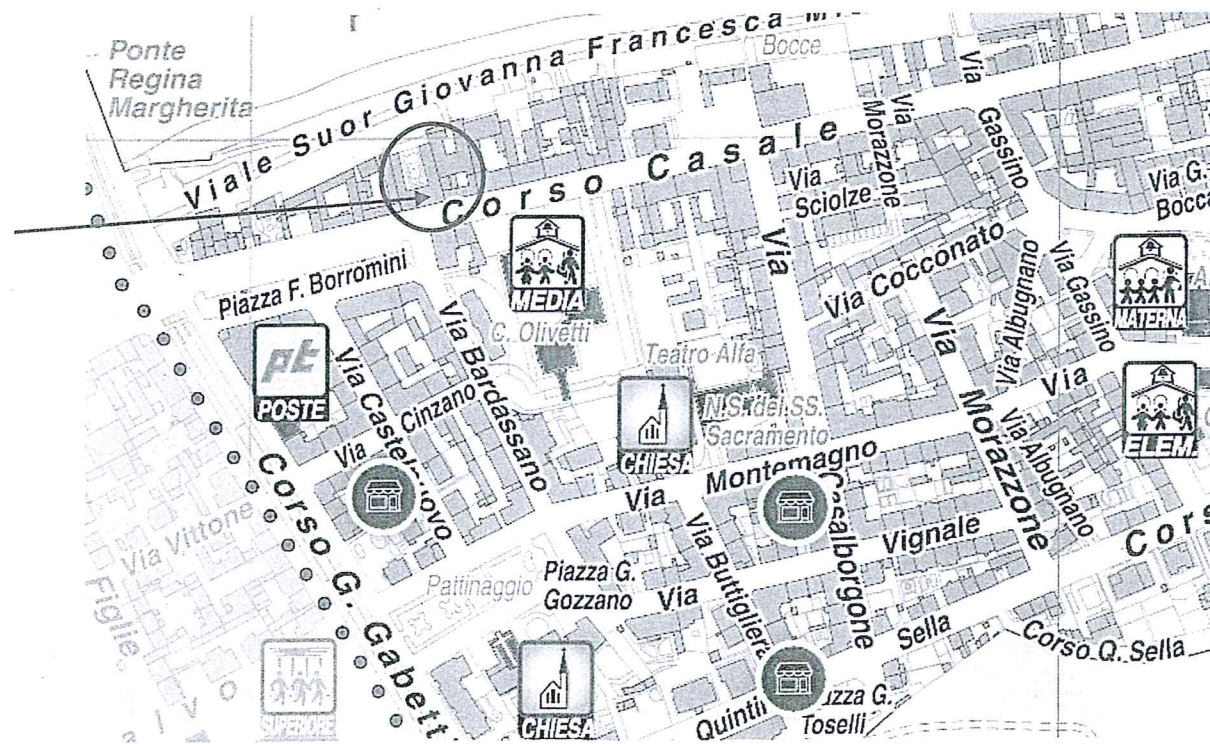 Ponte
Regina
Margherita
Viale Suor Giovanna Francesca
Bocce
Via
Gassino
Via
Morazzone
Corso Casale
Via
Sciolze
Via G.
Bocca
Via
Casalborgone
Via Cocconato
Via Albugnano
Via Gassino
MATERNA
Piazza F. Borromini
MEDIA
C. Olivetti
Via Bardassano
Teatro Alfa
Via
Morazzone
Via
Montemagno
ELEM.
pt
POSTE
Via Castelnuovo
Via Cinzano
CHIESA
N.S. del SS.
Sacramento
Via Albugnano
Corso G. Gabetti
Via Vittone
Via
Vignale
Via Buttigliera
Pattinaggio
Piazza G.
Gozzano
Figlie
Sella
Corso Q. Sella
SUPERIORE
CHIESA
Toselli